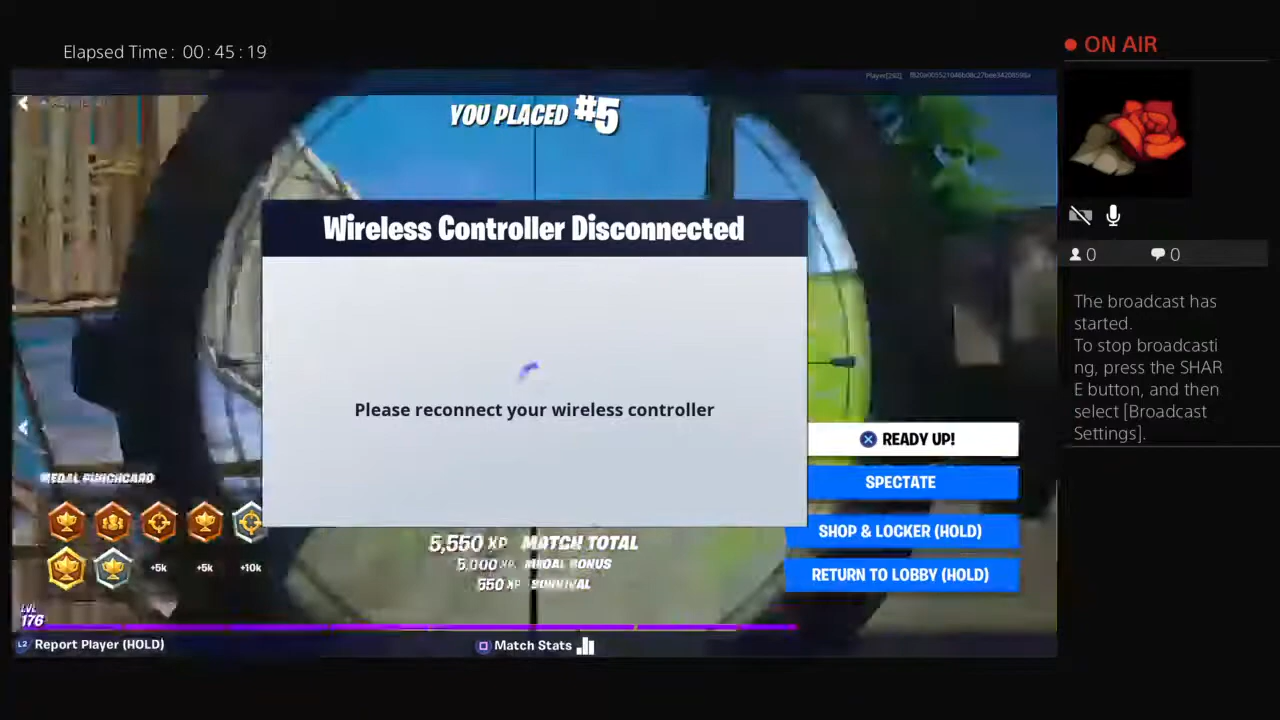 Elapsed Time: 00:45:19
ON AIR
YOU PLACED #5
Wireless Controller Disconnected
Please reconnect your wireless controller
0 0
The broadcast has
started.
To stop broadcasti
ng, press the SHAR
E button, and then
select [Broadcast
Settings].
READY UP!
SPECTATE
SHOP & LOCKER (HOLD)
RETURN TO LOBBY (HOLD)
MEDAL PUNCHCARD
+5k +5k +10k
5,550 XP MATCH TOTAL
5,000 XP MEDAL BONUS
550 XP SURVIVAL
LVL
176
L2 Report Player (HOLD)
Match Stats